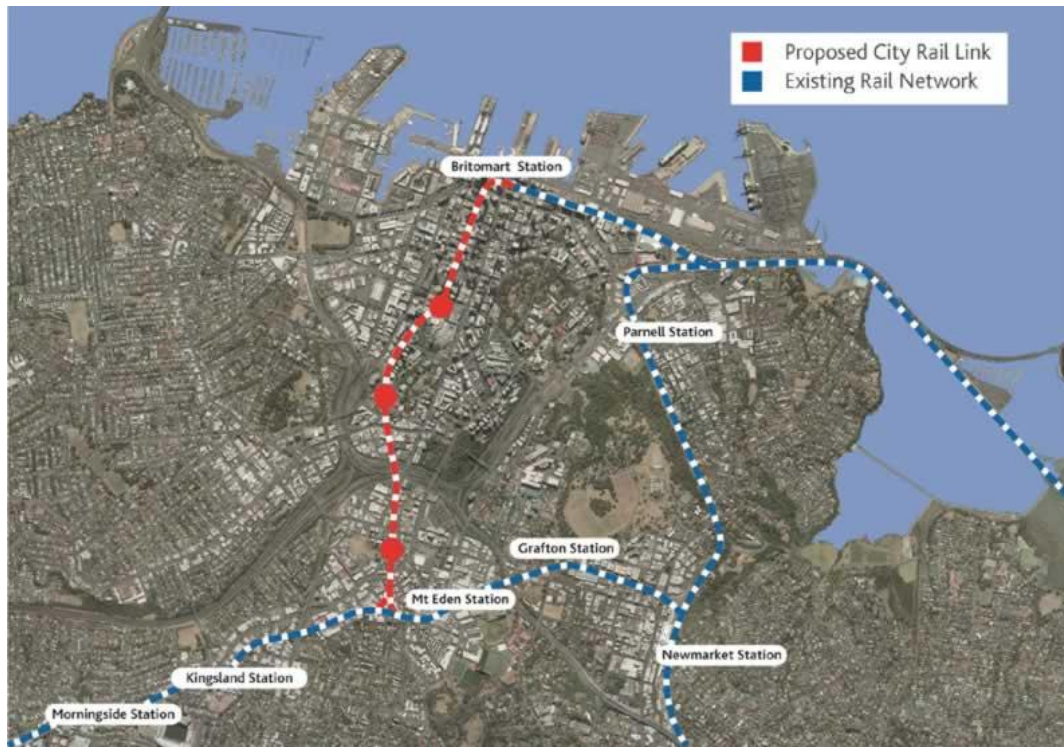 Proposed City Rail Link
Existing Rail Network
Britomart Station
Parnell Station
Grafton Station
Mt Eden Station
Newmarket Station
Kingsland Station
Morningside Station